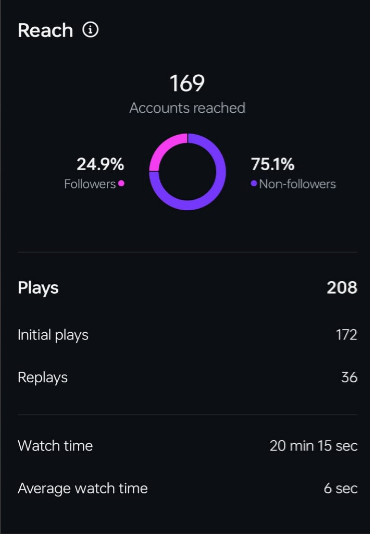 Reach
169
Accounts reached
24.9% 75.1%
Followers Non-followers
Plays 208
Initial plays 172
Replays 36
Watch time 20 min 15 sec
Average watch time 6 sec